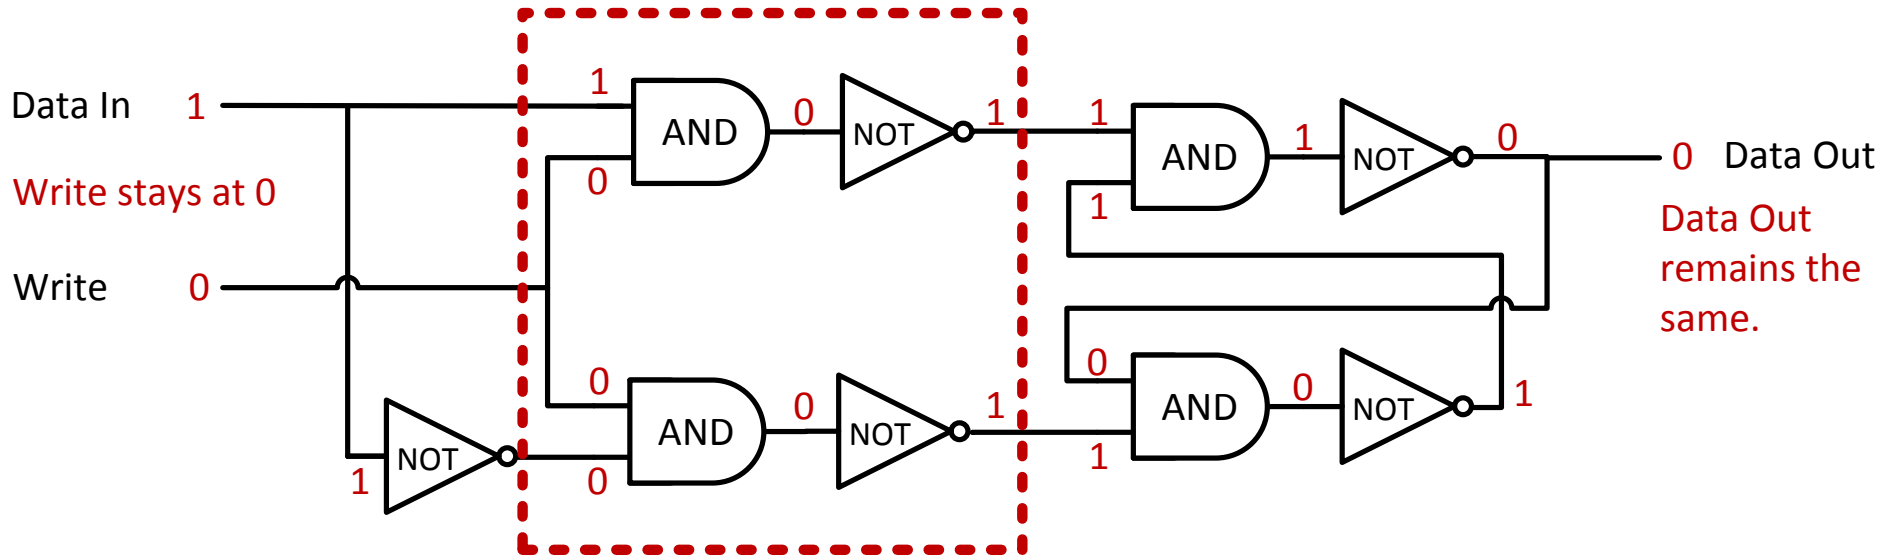 Data In 1
1
AND
0
NOT
1
1
AND
1
NOT
0
0 Data Out
0
1
Write stays at 0
Data Out
remains the
same.
Write 0
0
AND
0
NOT
1
0
AND
0
NOT
1
1
NOT
0
1